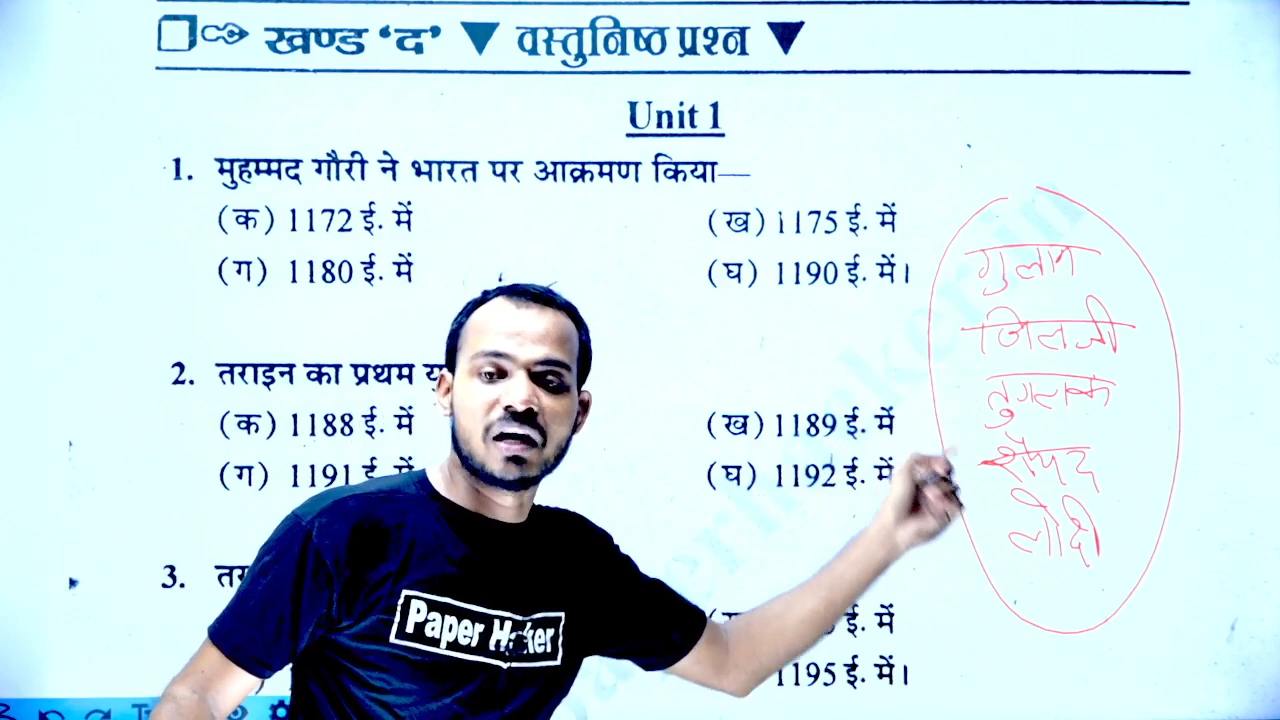 खण्ड ‘द’ ▼ वस्तुनिष्ठ प्रश्न ▼
Unit 1
1. मुहम्मद गौरी ने भारत पर आक्रमण किया—
(क) 1172 ई. में (ख) 1175 ई. में
(ग) 1180 ई. में (घ) 1190 ई. में।
2. तराइन का प्रथम
(क) 1188 ई. में (ख) 1189 ई. में
(ग) 1191 ई. में (घ) 1192 ई. में
3.
ई. में
1195 ई. में।
गुलाम
खिलजी
तुगलक
सैयद
लोदी
Paper Hacker